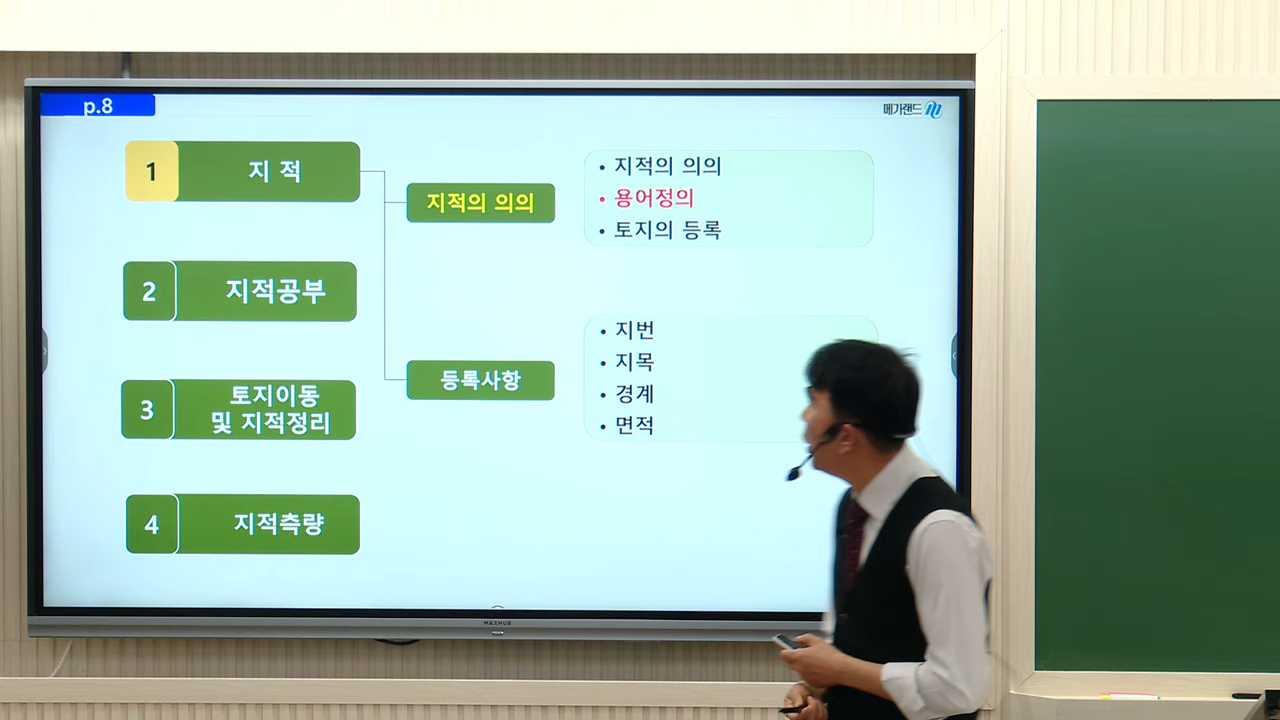 p.8
메가랜드
1 지 적
지적의 의의
• 지적의 의의
• 용어정의
• 토지의 등록
2 지적공부
등록사항
• 지번
• 지목
• 경계
• 면적
3 토지이동
및 지적정리
4 지적측량
MAXHUB